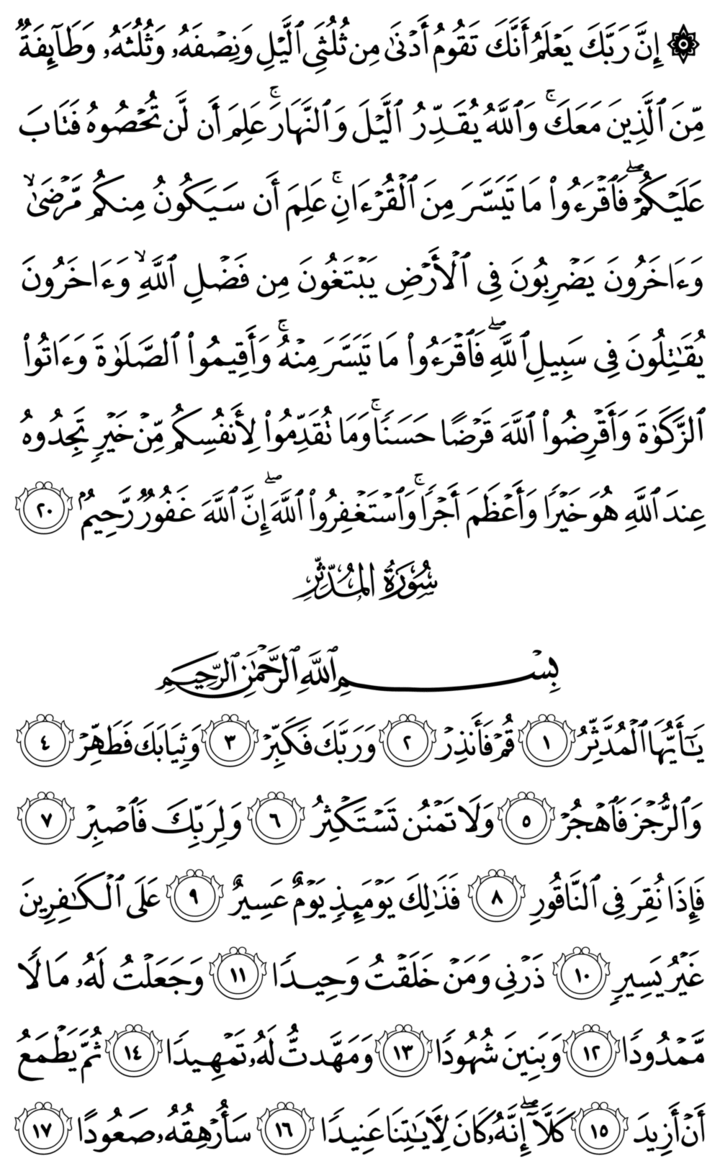 ۞ إِنَّ رَبَّكَ يَعۡلَمُ أَنَّكَ تَقُومُ أَدۡنَىٰ مِن ثُلُثَيِ ٱلَّيۡلِ وَنِصۡفَهُۥ وَثُلُثَهُۥ وَطَآئِفَةٞ
مِّنَ ٱلَّذِينَ مَعَكَۚ وَٱللَّهُ يُقَدِّرُ ٱلَّيۡلَ وَٱلنَّهَارَۚ عَلِمَ أَن لَّن تُحۡصُوهُ فَتَابَ
عَلَيۡكُمۡۖ فَٱقۡرَءُواْ مَا تَيَسَّرَ مِنَ ٱلۡقُرۡءَانِۚ عَلِمَ أَن سَيَكُونُ مِنكُم مَّرۡضَىٰ ۙ
وَءَاخَرُونَ يَضۡرِبُونَ فِي ٱلۡأَرۡضِ يَبۡتَغُونَ مِن فَضۡلِ ٱللَّهِ ۙ وَءَاخَرُونَ
يُقَٰتِلُونَ فِي سَبِيلِ ٱللَّهِۖ فَٱقۡرَءُواْ مَا تَيَسَّرَ مِنۡهُۚ وَأَقِيمُواْ ٱلصَّلَوٰةَ وَءَاتُواْ
ٱلزَّكَوٰةَ وَأَقۡرِضُواْ ٱللَّهَ قَرۡضًا حَسَنٗاۚ وَمَا تُقَدِّمُواْ لِأَنفُسِكُم مِّنۡ خَيۡرٖ تَجِدُوهُ
عِندَ ٱللَّهِ هُوَ خَيۡرٗا وَأَعۡظَمَ أَجۡرٗاۚ وَٱسۡتَغۡفِرُواْ ٱللَّهَۖ إِنَّ ٱللَّهَ غَفُورٞ رَّحِيمُۢ ٢٠
سُورَةُ المُدَّثِّرِ
بِسۡمِ ٱللَّهِ ٱلرَّحۡمَٰنِ ٱلرَّحِيمِ
يَٰٓأَيُّهَا ٱلۡمُدَّثِّرُ ١ قُمۡ فَأَنذِرۡ ٢ وَرَبَّكَ فَكَبِّرۡ ٣ وَثِيَابَكَ فَطَهِّرۡ ٤
وَٱلرُّجۡزَ فَٱهۡجُرۡ ٥ وَلَا تَمۡنُن تَسۡتَكۡثِرُ ٦ وَلِرَبِّكَ فَٱصۡبِرۡ ٧
فَإِذَا نُقِرَ فِي ٱلنَّاقُورِ ٨ فَذَٰلِكَ يَوۡمَئِذٖ يَوۡمٌ عَسِيرٌ ٩ عَلَى ٱلۡكَٰفِرِينَ
غَيۡرُ يَسِيرٖ ١٠ ذَرۡنِي وَمَنۡ خَلَقۡتُ وَحِيدٗا ١١ وَجَعَلۡتُ لَهُۥ مَالٗا
مَّمۡدُودٗا ١٢ وَبَنِينَ شُهُودٗا ١٣ وَمَهَّدتُّ لَهُۥ تَمۡهِيدٗا ١٤ ثُمَّ يَطۡمَعُ
أَنۡ أَزِيدَ ١٥ كَلَّآۖ إِنَّهُۥ كَانَ لِأٓيَٰتِنَا عَنِيدٗا ١٦ سَأُرۡهِقُهُۥ صَعُودًا ١٧